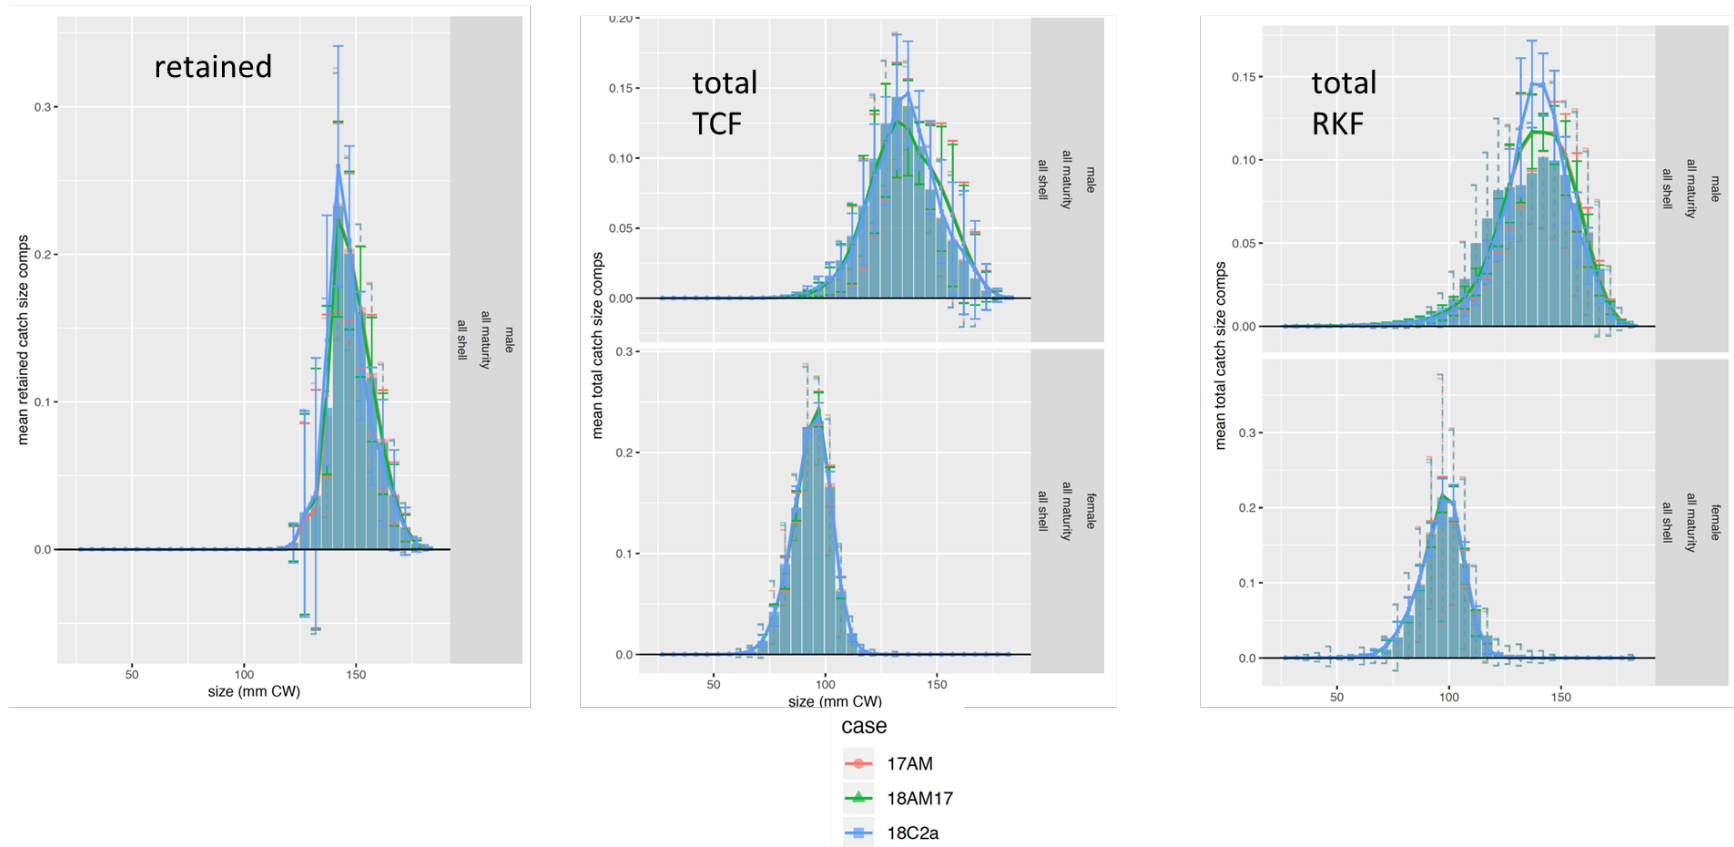 retained
0.3
0.2
0.1
0.0
mean retained catch size comps
50
100
150
size (mm CW)
male
all maturity
all shell
total
TCF
0.20
0.15
0.10
0.05
0.00
0.3
0.2
0.1
0.0
mean total catch size comps
50
100
150
size (mm CW)
male
all maturity
all shell
female
all maturity
all shell
total
RKF
0.15
0.10
0.05
0.00
0.3
0.2
0.1
0.0
mean total catch size comps
50
100
150
male
all maturity
all shell
female
all maturity
all shell
case
17AM
18AM17
18C2a